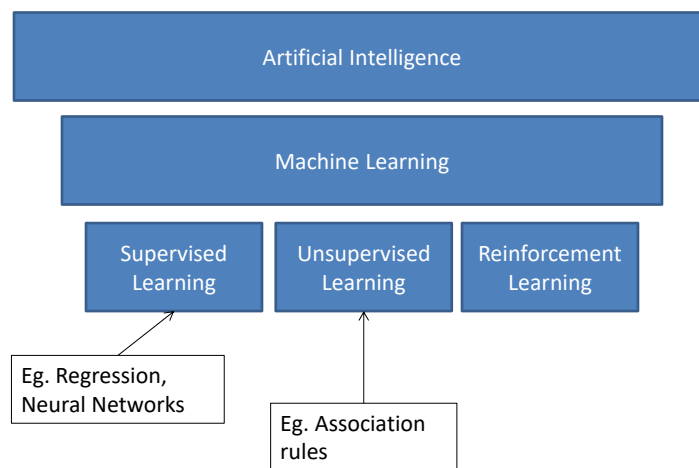 Artificial Intelligence
Machine Learning
Supervised
Learning
Unsupervised
Learning
Reinforcement
Learning
Eg. Regression,
Neural Networks
Eg. Association
rules